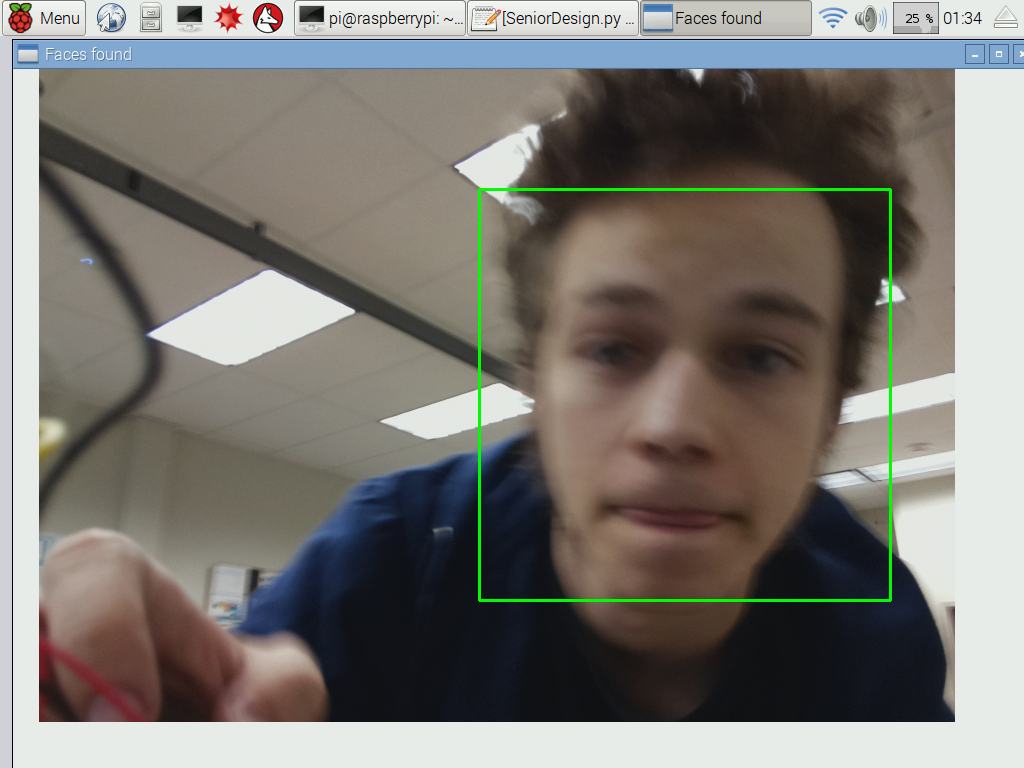 Menu pi@raspberrypi: ~... [SeniorDesign.py ... Faces found 25 % 01:34
Faces found